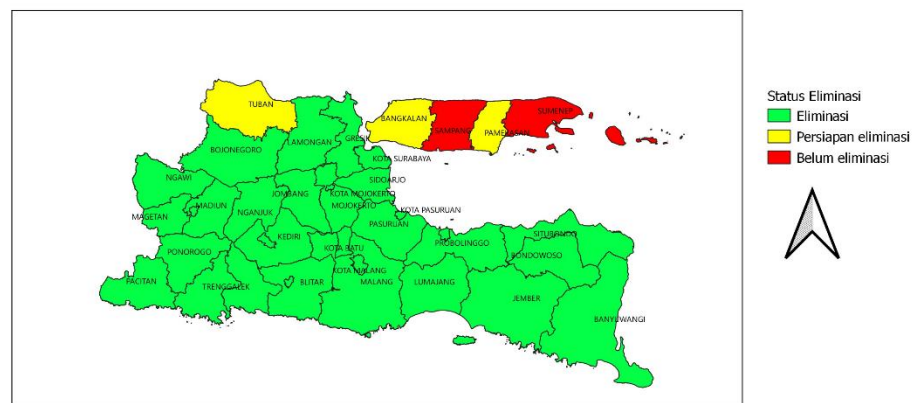 Status Eliminasi
Eliminasi
Persiapan eliminasi
Belum eliminasi
TUBAN
BANGKALAN
SAMPANG
PAMEKASAN
SUMENEP
BOJONEGORO
LAMONGAN
GRESIK
KOTA SURABAYA
NGAWI
SIDOARJO
MAGETAN
MADIUN
NGANJUK
JOMBANG
KOTA MOJOKERTO
MOJOKERTO
KOTA PASURUAN
PASURUAN
PONOROGO
KEDIRI
KOTA BATU
PROBOLINGGO
SITUBONDO
BONDOWOSO
PACITAN
TRENGGALEK
BLITAR
KOTA MALANG
MALANG
LUMAJANG
JEMBER
BANYUWANGI